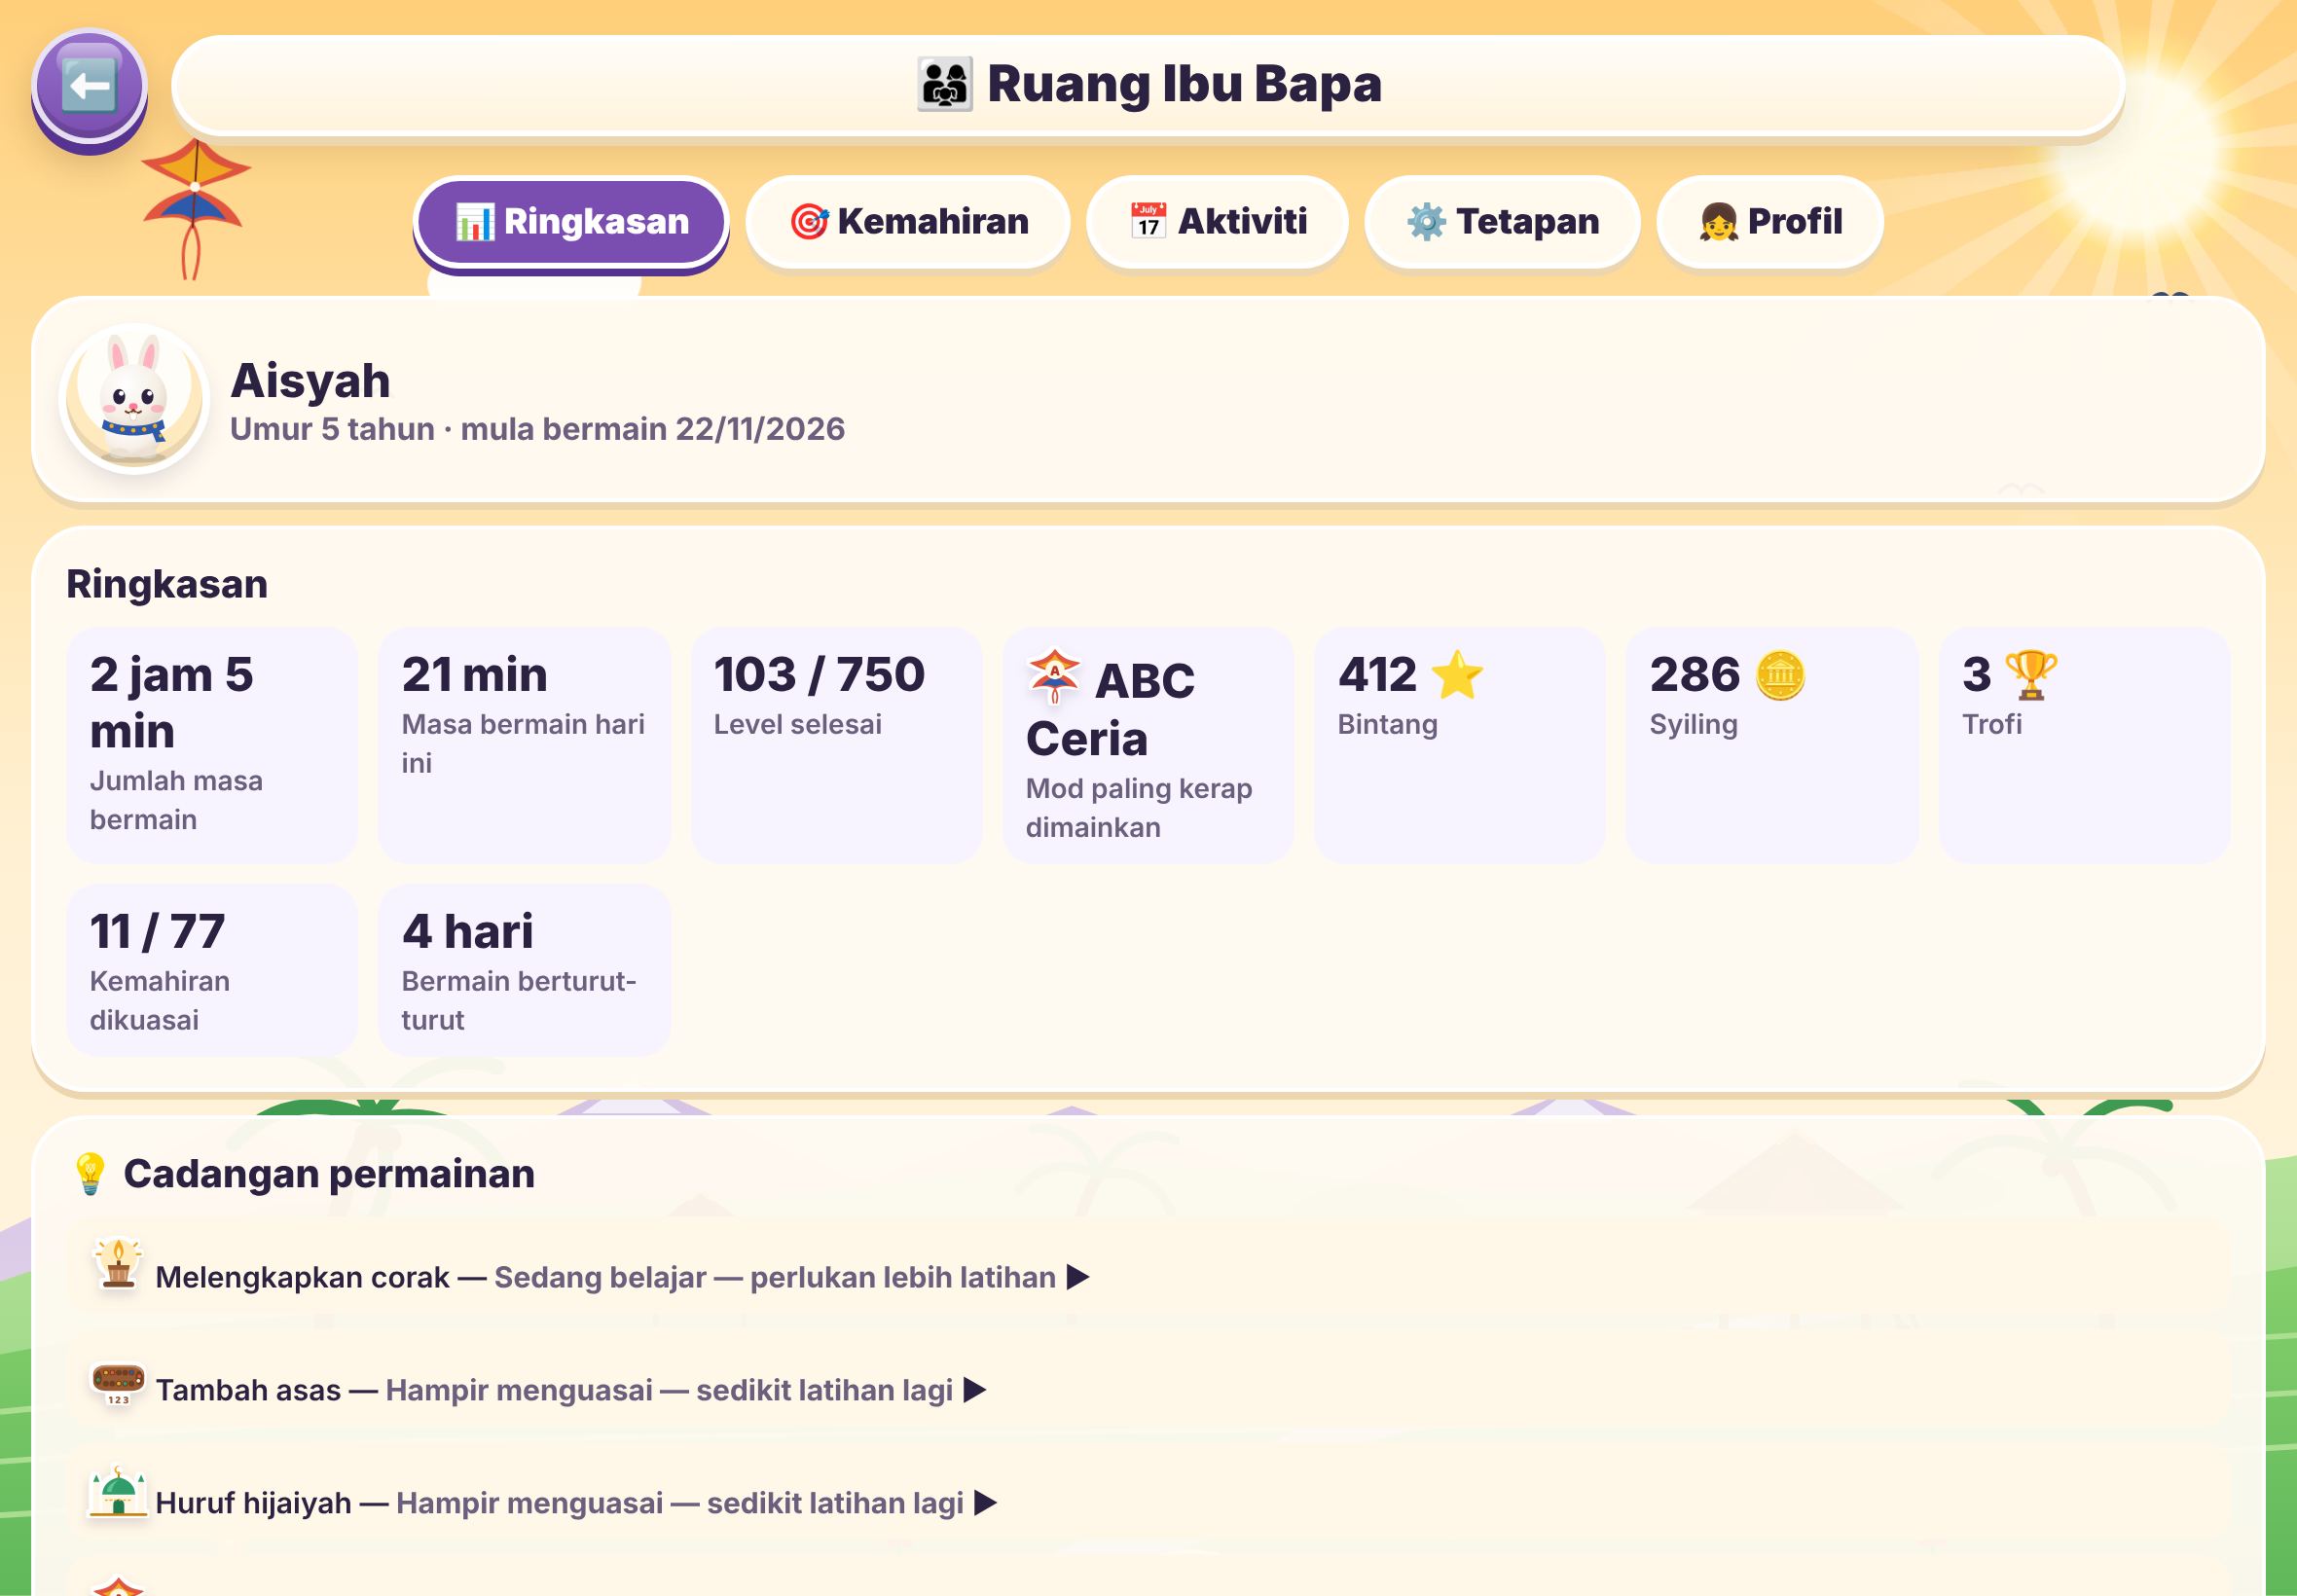 Ruang Ibu Bapa
Ringkasan
Kemahiran
July 17 Aktiviti
Tetapan
Profil
Aisyah
Umur 5 tahun · mula bermain 22/11/2026
Ringkasan
2 jam 5
min
Jumlah masa
bermain
21 min
Masa bermain hari
ini
103 / 750
Level selesai
A ABC
Ceria
Mod paling kerap
dimainkan
412
Bintang
286
Syiling
3
Trofi
11 / 77
Kemahiran
dikuasai
4 hari
Bermain berturut-
turut
Cadangan permainan
Melengkapkan corak — Sedang belajar — perlukan lebih latihan ▶
123 Tambah asas — Hampir menguasai — sedikit latihan lagi ▶
Huruf hijaiyah — Hampir menguasai — sedikit latihan lagi ▶